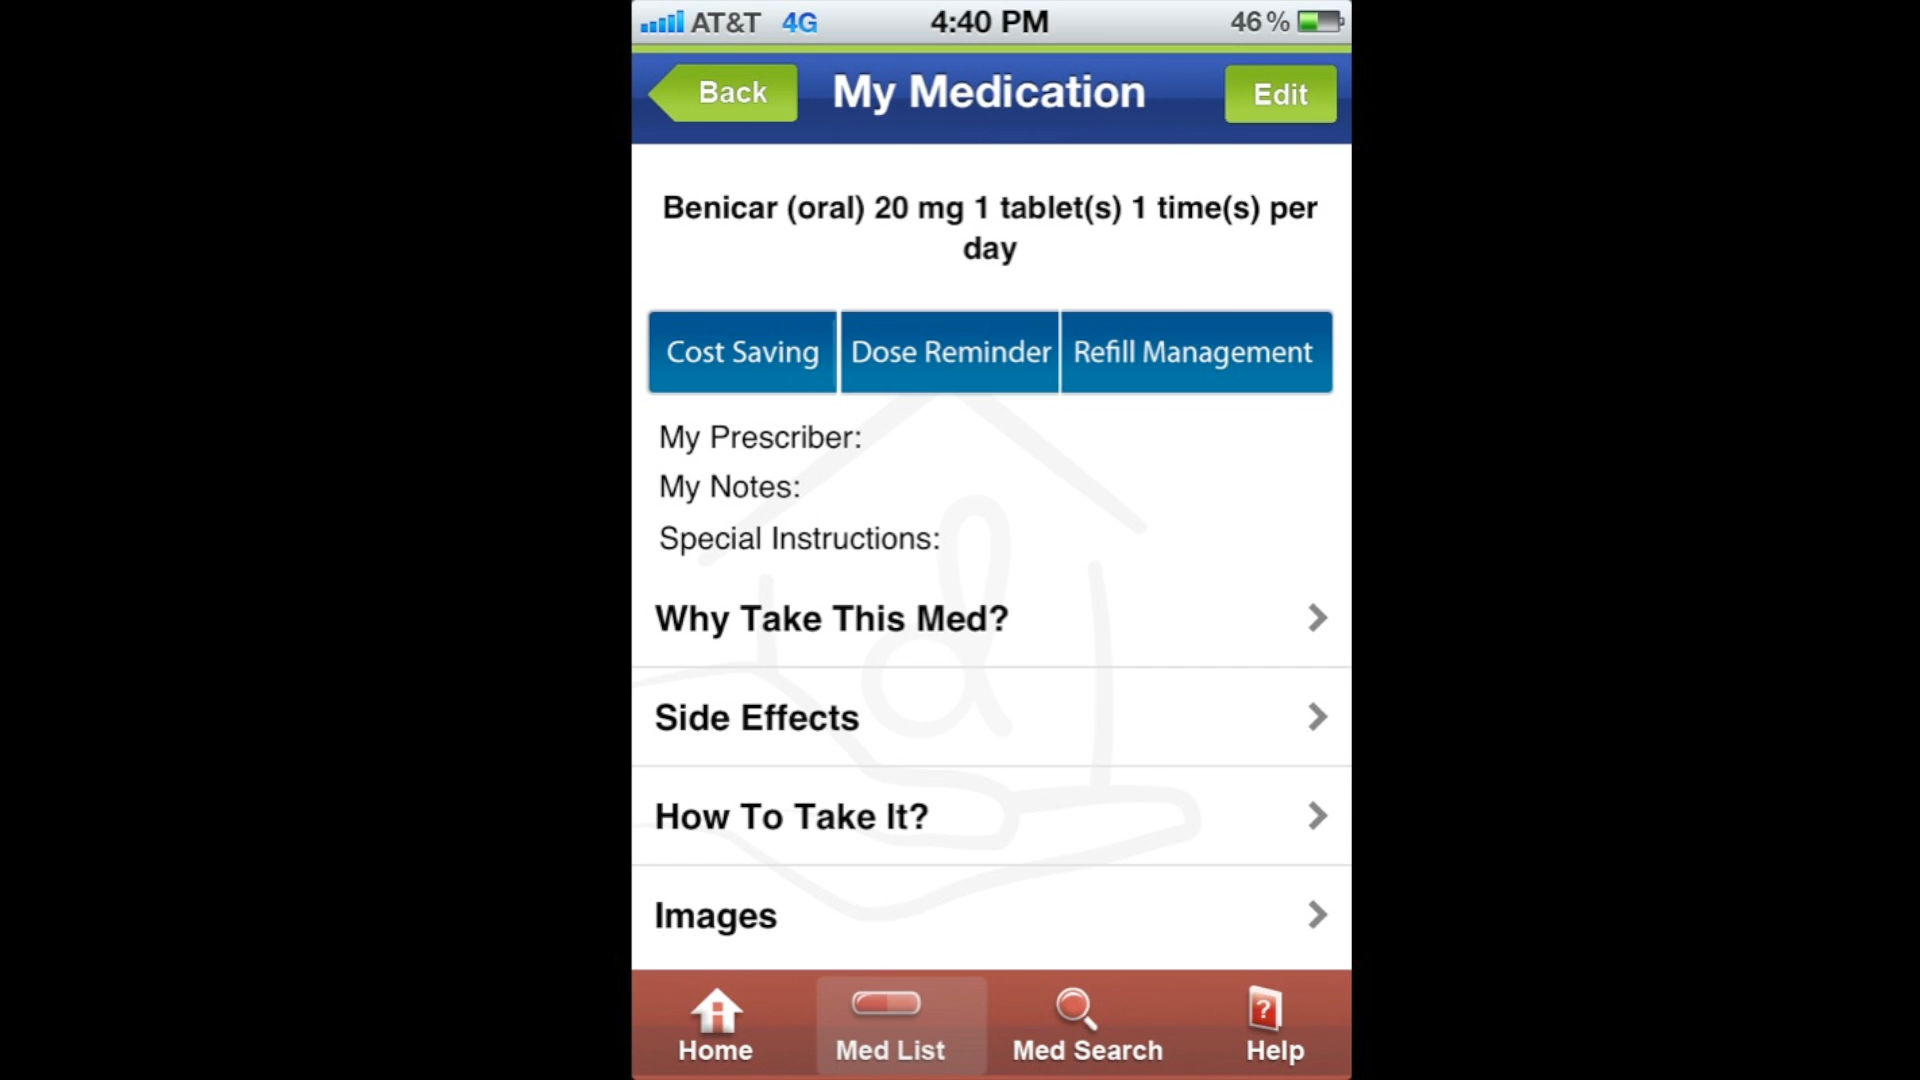 AT&T 4G 4:40 PM 46%
Back My Medication Edit
Benicar (oral) 20 mg 1 tablet(s) 1 time(s) per
day
Cost Saving Dose Reminder Refill Management
My Prescriber:
My Notes:
Special Instructions:
Why Take This Med?
Side Effects
How To Take It?
Images
Home Med List Med Search Help